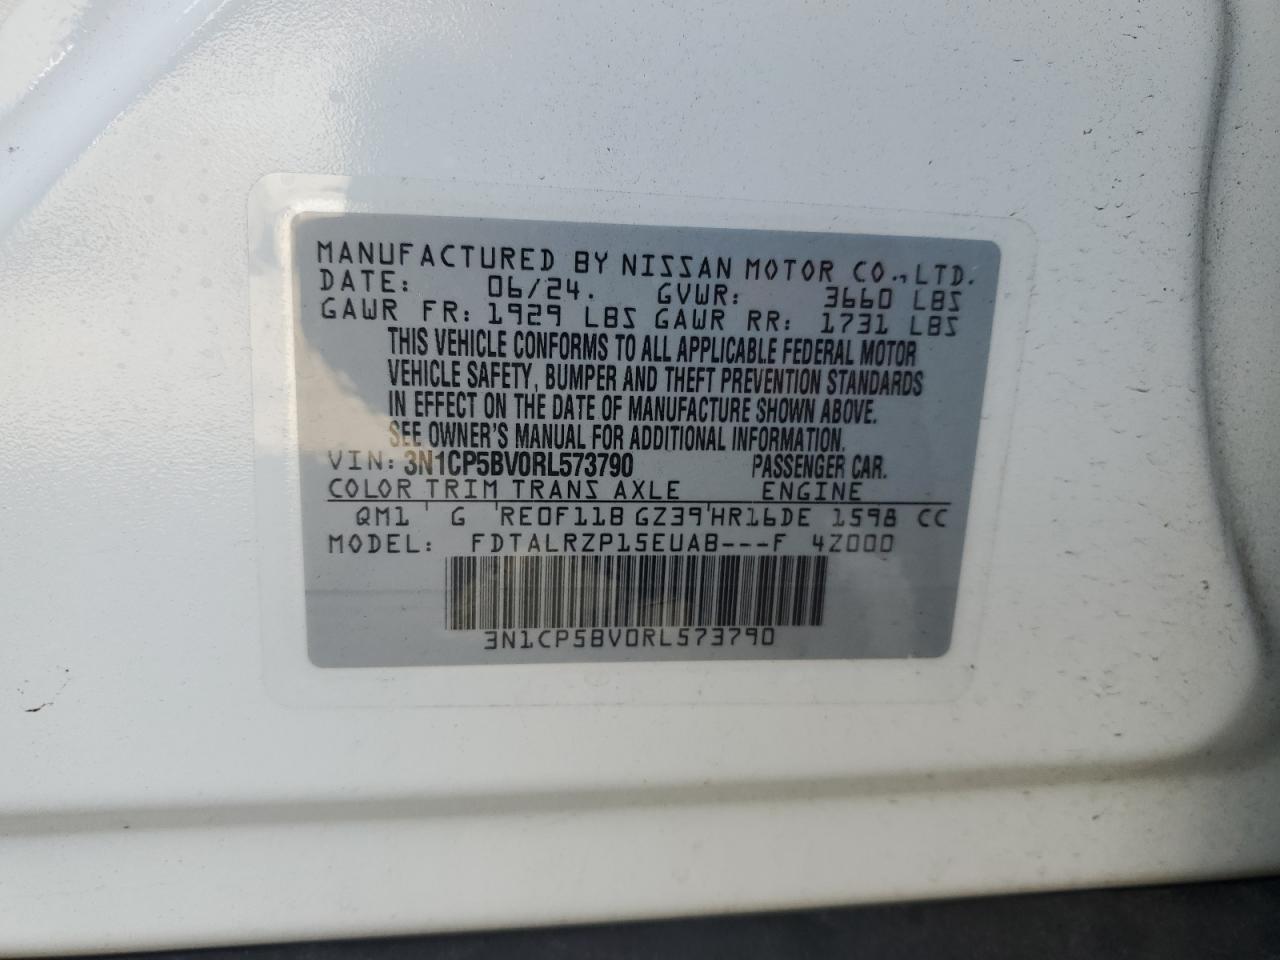 MANUFACTURED BY NISSAN MOTOR CO.,LTD.
DATE: 06/24. GVWR: 3660 LBS
GAWR FR: 1929 LBS GAWR RR: 1731 LBS
THIS VEHICLE CONFORMS TO ALL APPLICABLE FEDERAL MOTOR
VEHICLE SAFETY, BUMPER AND THEFT PREVENTION STANDARDS
IN EFFECT ON THE DATE OF MANUFACTURE SHOWN ABOVE.
SEE OWNER'S MANUAL FOR ADDITIONAL INFORMATION.
VIN: 3N1CP5BV0RL573790 PASSENGER CAR.
COLOR TRIM TRANS AXLE ENGINE
QM1 ' G 'RE0F11B GZ39'HR16DE 1598 CC
MODEL: FDTALRZP15EUAB---F 4Z000
3N1CP5BV0RL573790